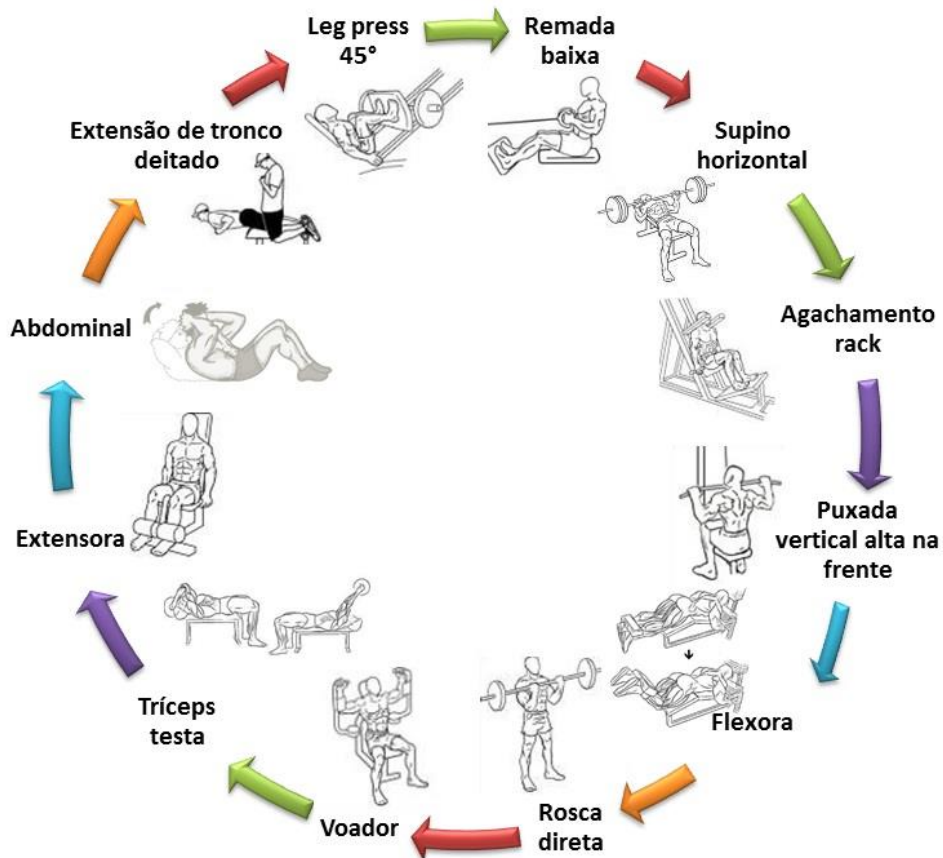 Leg press
45°
Remada
baixa
Supino
horizontal
Agachamento
rack
Puxada
vertical alta na
frente
Flexora
Rosca
direta
Voador
Tríceps
testa
Extensora
Abdominal
Extensão de tronco
deitado